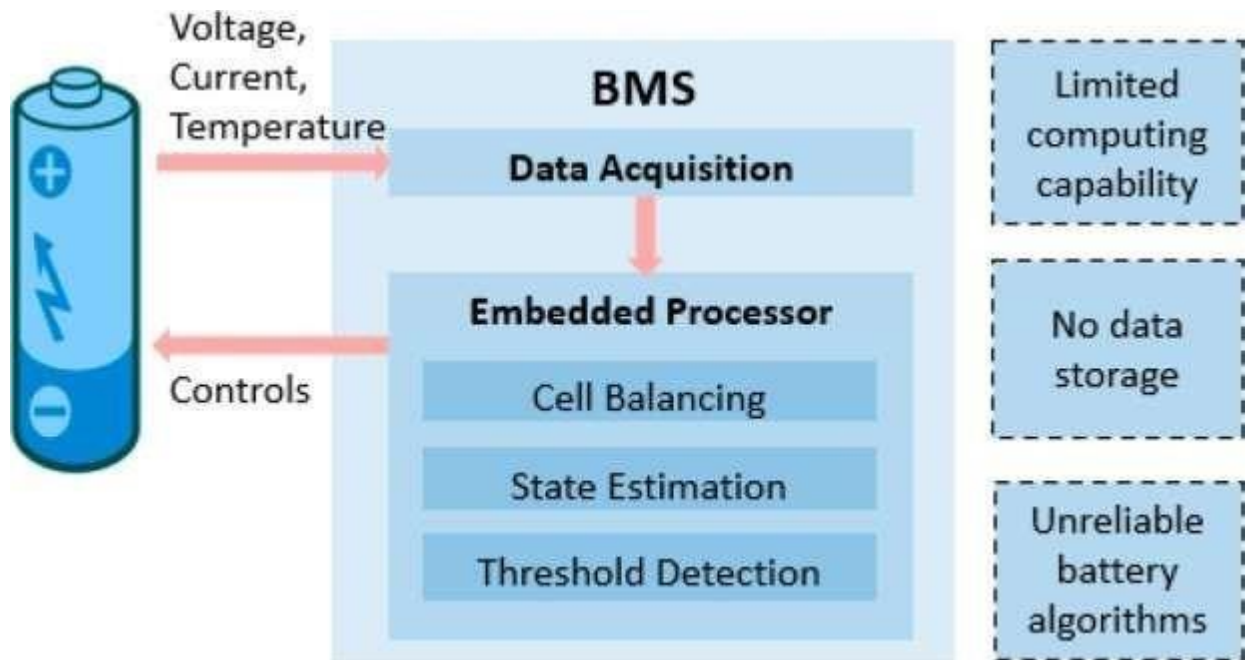 Voltage,
Current,
Temperature
Controls
BMS
Data Acquisition
Embedded Processor
Cell Balancing
State Estimation
Threshold Detection
Limited
computing
capability
No data
storage
Unreliable
battery
algorithms